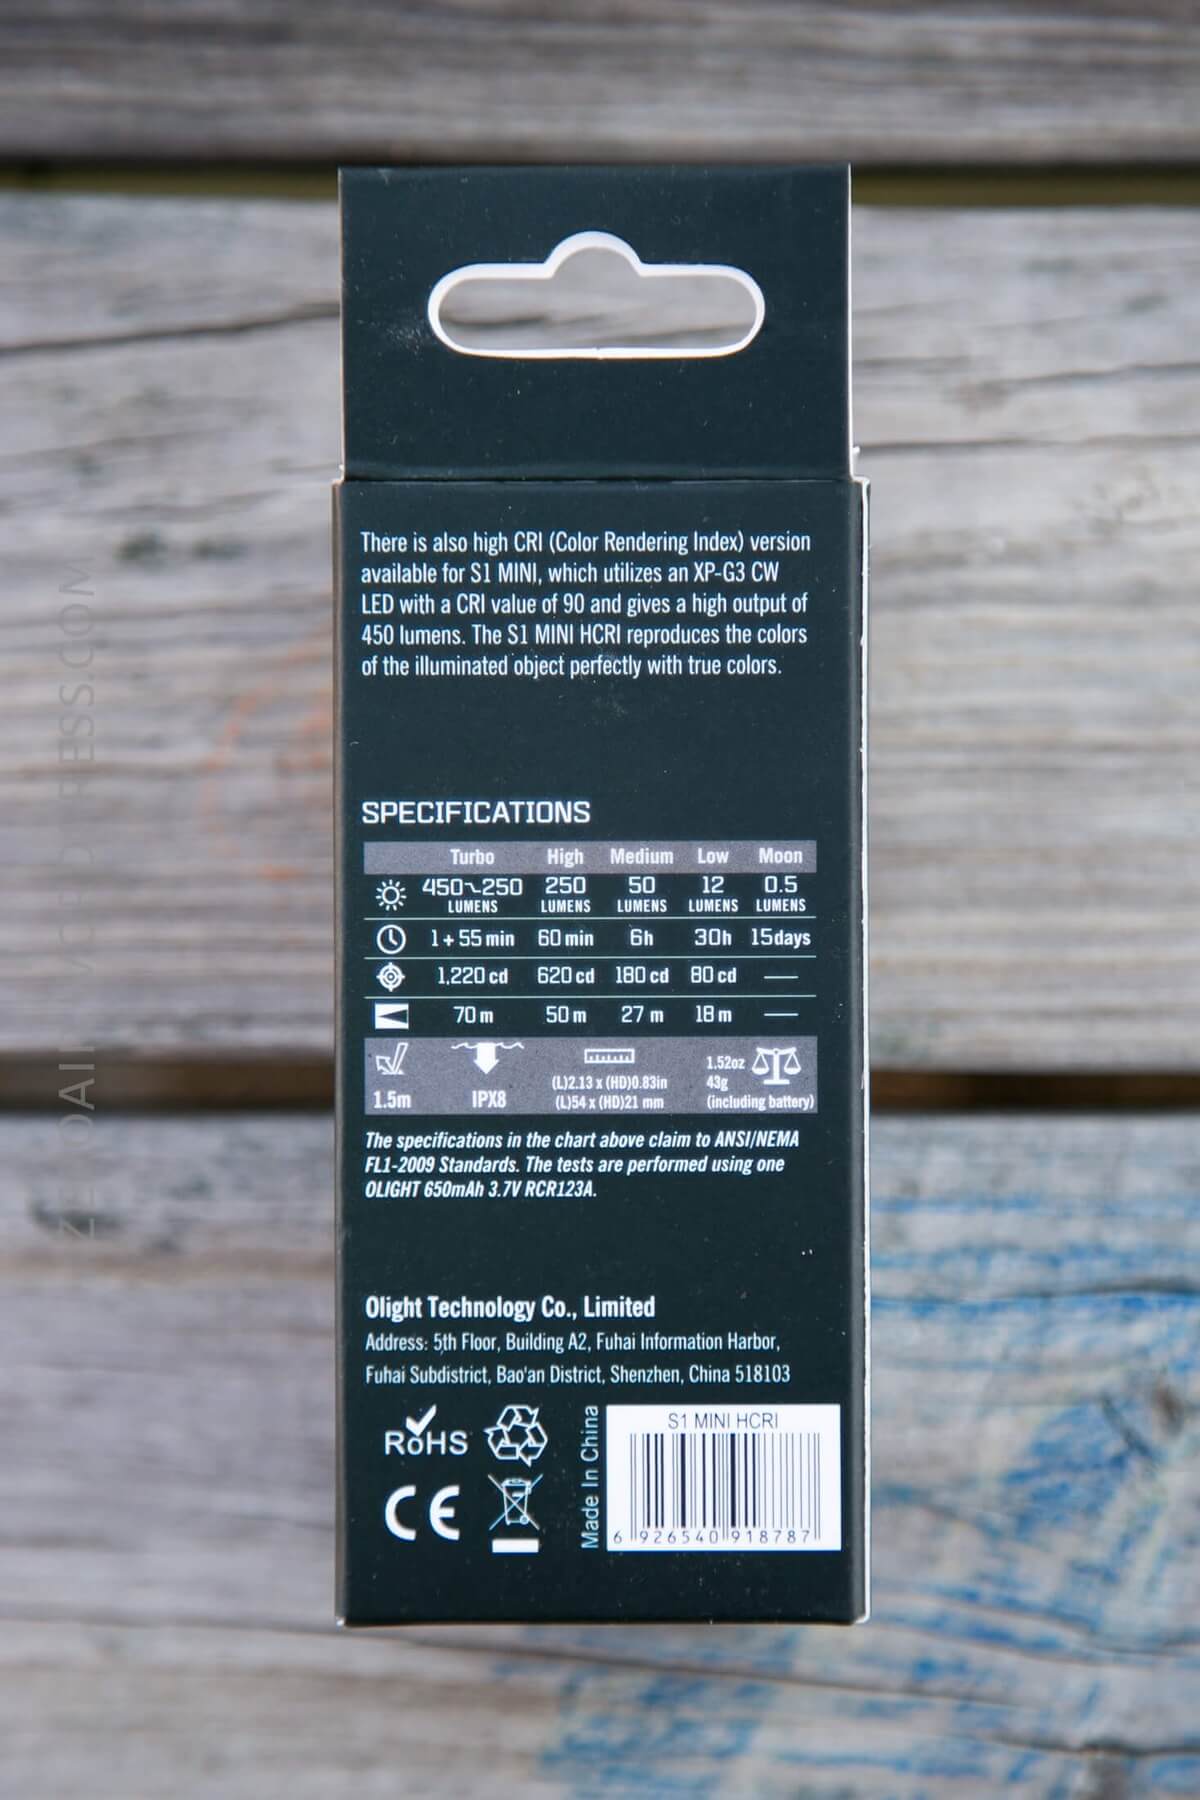 There is also high CRI (Color Rendering Index) version
available for S1 MINI, which utilizes an XP-G3 CW
LED with a CRI value of 90 and gives a high output of
450 lumens. The S1 MINI HCRI reproduces the colors
of the illuminated object perfectly with true colors.
SPECIFICATIONS
Turbo High Medium Low Moon
450~250 250 50 12 0.5
LUMENS LUMENS LUMENS LUMENS LUMENS
1 + 55 min 60 min 6h 30h 15days
1,220 cd 620 cd 180 cd 80 cd —
70 m 50 m 27 m 18 m —
1.5m
IPX8
(L)2.13 x (HD)0.83in
(L)54 x (HD)21 mm
1.52oz
43g
(including battery)
The specifications in the chart above claim to ANSI/NEMA
FL1-2009 Standards. The tests are performed using one
OLIGHT 650mAh 3.7V RCR123A.
Olight Technology Co., Limited
Address: 5th Floor, Building A2, Fuhai Information Harbor,
Fuhai Subdistrict, Bao'an District, Shenzhen, China 518103
RoHS
CE
Made In China
S1 MINI HCRI
6 926540 918787